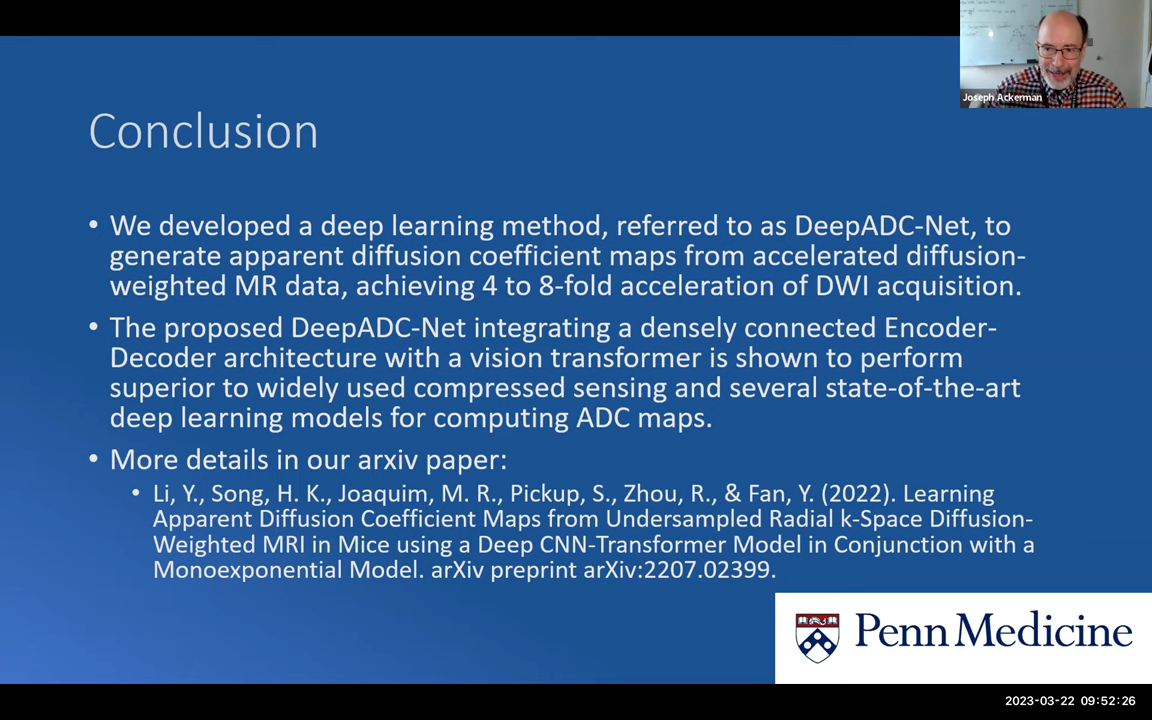 Joseph Ackerman
Conclusion
• We developed a deep learning method, referred to as DeepADC-Net, to
generate apparent diffusion coefficient maps from accelerated diffusion-
weighted MR data, achieving 4 to 8-fold acceleration of DWI acquisition.
• The proposed DeepADC-Net integrating a densely connected Encoder-
Decoder architecture with a vision transformer is shown to perform
superior to widely used compressed sensing and several state-of-the-art
deep learning models for computing ADC maps.
• More details in our arxiv paper:
• Li, Y., Song, H. K., Joaquim, M. R., Pickup, S., Zhou, R., & Fan, Y. (2022). Learning
Apparent Diffusion Coefficient Maps from Undersampled Radial k-Space Diffusion-
Weighted MRI in Mice using a Deep CNN-Transformer Model in Conjunction with a
Monoexponential Model. arXiv preprint arXiv:2207.02399.
Penn Medicine
2023-03-22 09:52:26